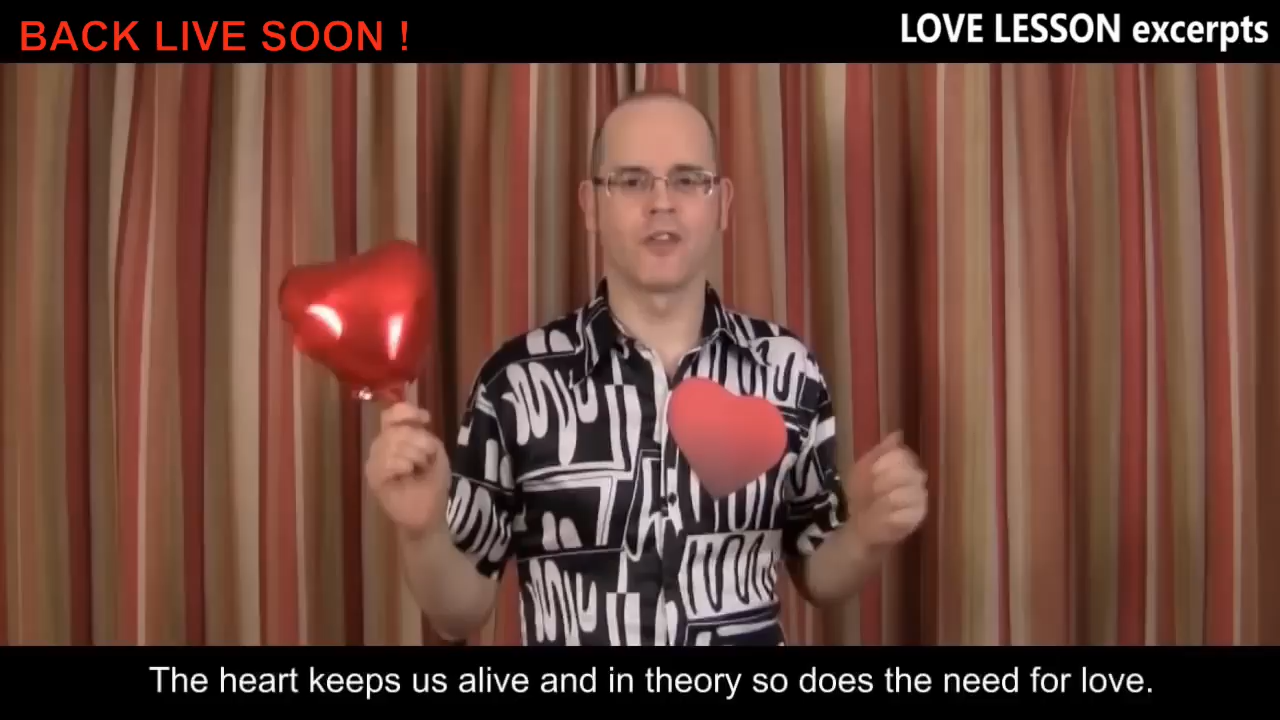 BACK LIVE SOON !
LOVE LESSON excerpts
The heart keeps us alive and in theory so does the need for love.